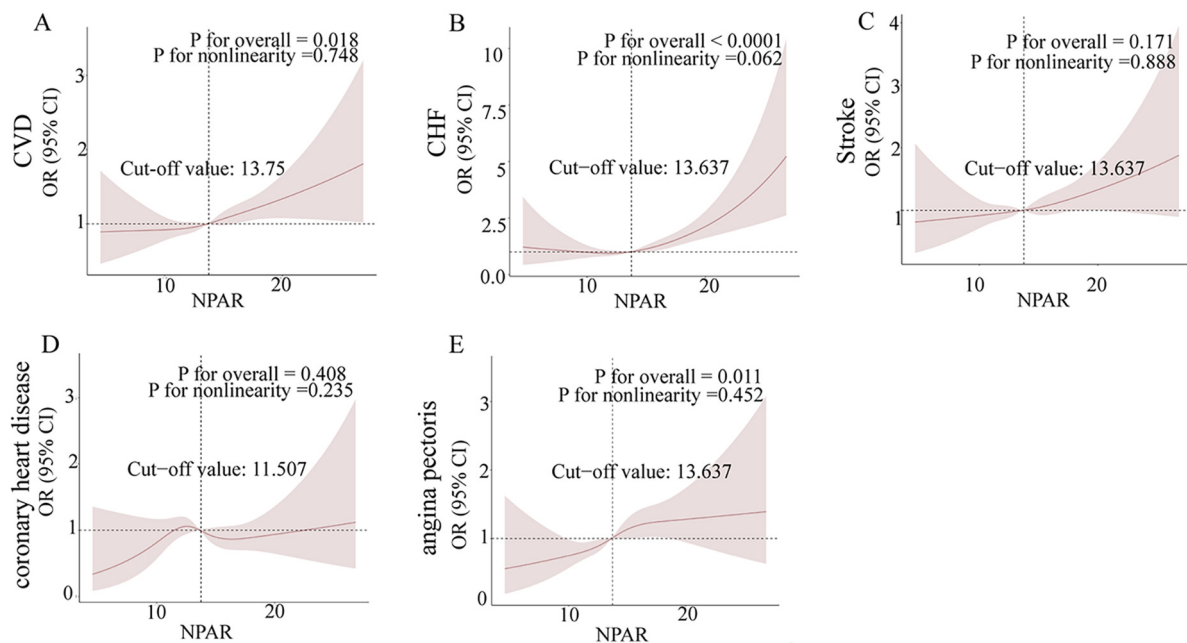 A
P for overall = 0.018
P for nonlinearity =0.748
CVD
OR (95% CI)
3
2
1
Cut-off value: 13.75
10
20
NPAR
B
P for overall < 0.0001
P for nonlinearity =0.062
CHF
OR (95% CI)
10
7.5
5
2.5
0.0
Cut−off value: 13.637
10
20
NPAR
C
P for overall = 0.171
P for nonlinearity =0.888
Stroke
OR (95% CI)
4
3
2
1
Cut−off value: 13.637
10
20
NPAR
D
P for overall = 0.408
P for nonlinearity =0.235
coronary heart disease
OR (95% CI)
3
2
1
0
Cut−off value: 11.507
10
20
NPAR
E
P for overall = 0.011
P for nonlinearity =0.452
angina pectoris
OR (95% CI)
3
2
1
0
Cut−off value: 13.637
10
20
NPAR